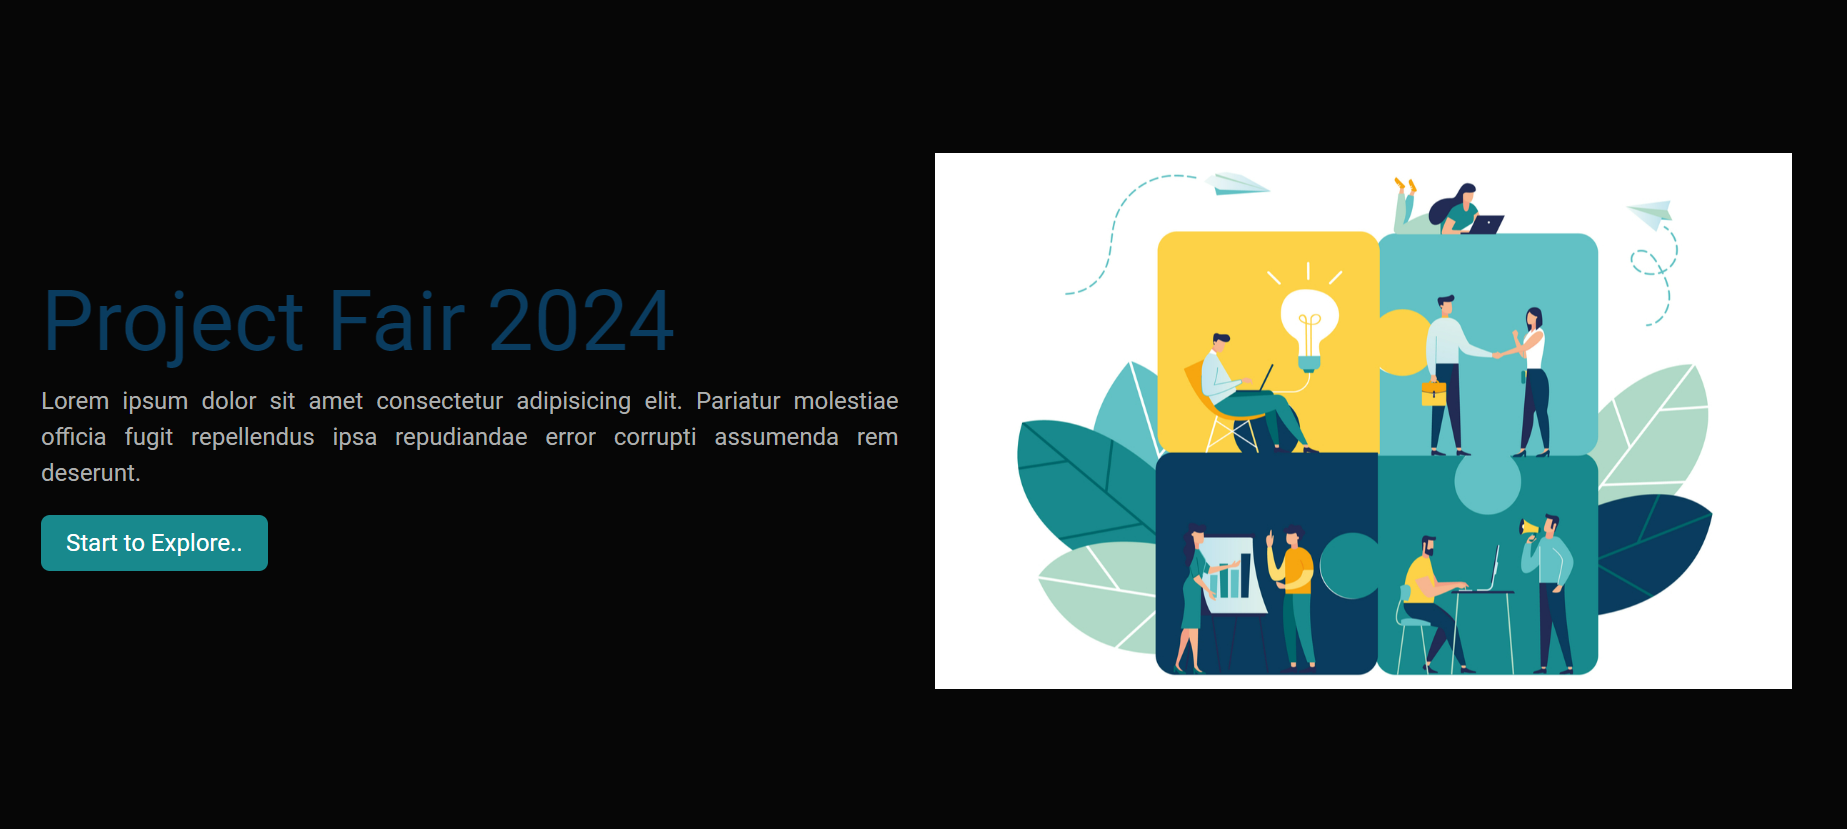 Project Fair 2024
Lorem ipsum dolor sit amet consectetur adipisicing elit. Pariatur molestiae
officia fugit repellendus ipsa repudiandae error corrupti assumenda rem
deserunt.
Start to Explore..